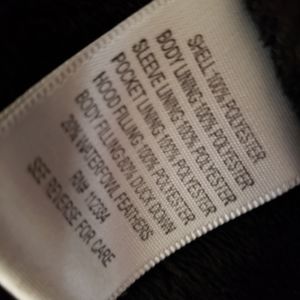 SHELL 100% POLYESTER
BODY LINING 100% POLYESTER
SLEEVE LINING 100% POLYESTER
POCKET LINING 100% POLYESTER
HOOD FILLING 100% POLYESTER
BODY FILLING 80% DUCK DOWN
20% WATERFOWL FEATHERS
RN# 112384
SEE REVERSE FOR CARE